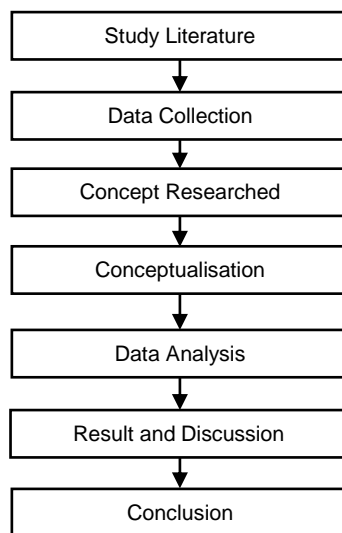 Study Literature
Data Collection
Concept Researched
Conceptualisation
Data Analysis
Result and Discussion
Conclusion